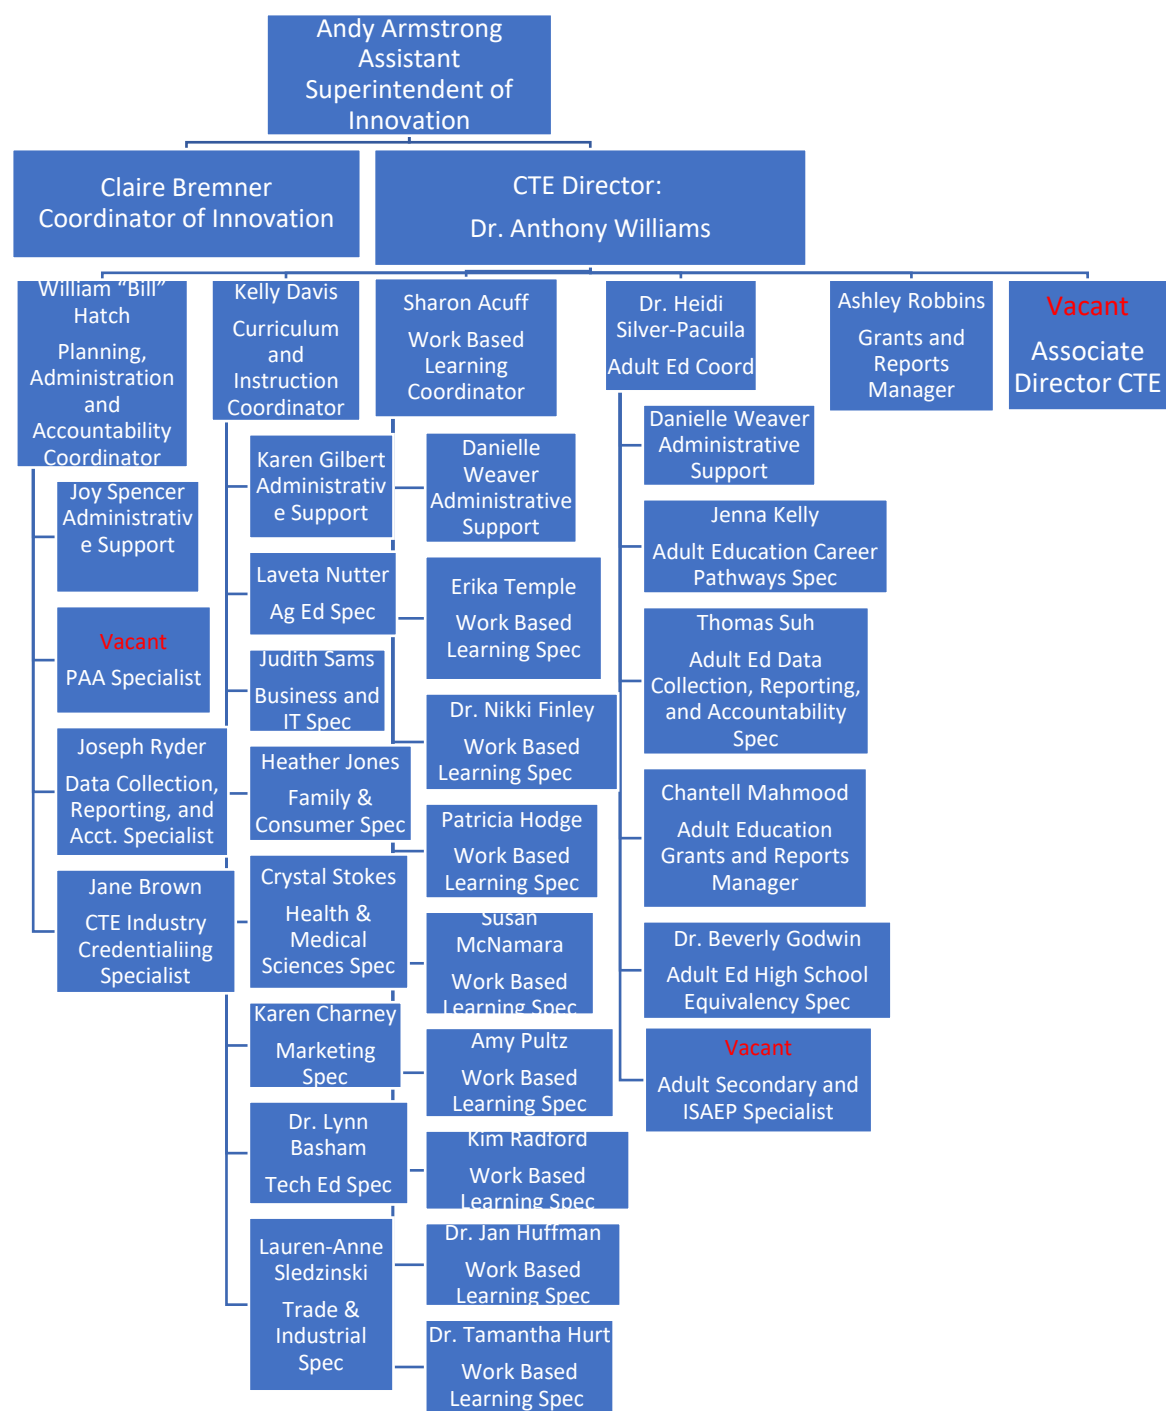 Andy Armstrong
Assistant
Superintendent of
Innovation
Claire Bremner
Coordinator of Innovation
CTE Director:
Dr. Anthony Williams
William “Bill”
Hatch
Planning,
Administration
and
Accountability
Coordinator
Joy Spencer
Administrativ
e Support
Vacant
PAA Specialist
Joseph Ryder
Data Collection,
Reporting, and
Acct. Specialist
Jane Brown
CTE Industry
Credentialiing
Specialist
Kelly Davis
Curriculum
and
Instruction
Coordinator
Karen Gilbert
Administrativ
e Support
Laveta Nutter
Ag Ed Spec
Judith Sams
Business and
IT Spec
Heather Jones
Family &
Consumer Spec
Crystal Stokes
Health &
Medical
Sciences Spec
Karen Charney
Marketing
Spec
Dr. Lynn
Basham
Tech Ed Spec
Lauren-Anne
Sledzinski
Trade &
Industrial
Spec
Sharon Acuff
Work Based
Learning
Coordinator
Danielle
Weaver
Administrative
Support
Erika Temple
Work Based
Learning Spec
Dr. Nikki Finley
Work Based
Learning Spec
Patricia Hodge
Work Based
Learning Spec
Susan
McNamara
Work Based
Learning Spec
Amy Pultz
Work Based
Learning Spec
Kim Radford
Work Based
Learning Spec
Dr. Jan Huffman
Work Based
Learning Spec
Dr. Tamantha Hurt
Work Based
Learning Spec
Dr. Heidi
Silver-Pacuila
Adult Ed Coord
Danielle Weaver
Administrative
Support
Jenna Kelly
Adult Education Career
Pathways Spec
Thomas Suh
Adult Ed Data
Collection, Reporting,
and Accountability
Spec
Chantell Mahmood
Adult Education
Grants and Reports
Manager
Dr. Beverly Godwin
Adult Ed High School
Equivalency Spec
Vacant
Adult Secondary and
ISAEP Specialist
Ashley Robbins
Grants and
Reports
Manager
Vacant
Associate
Director CTE